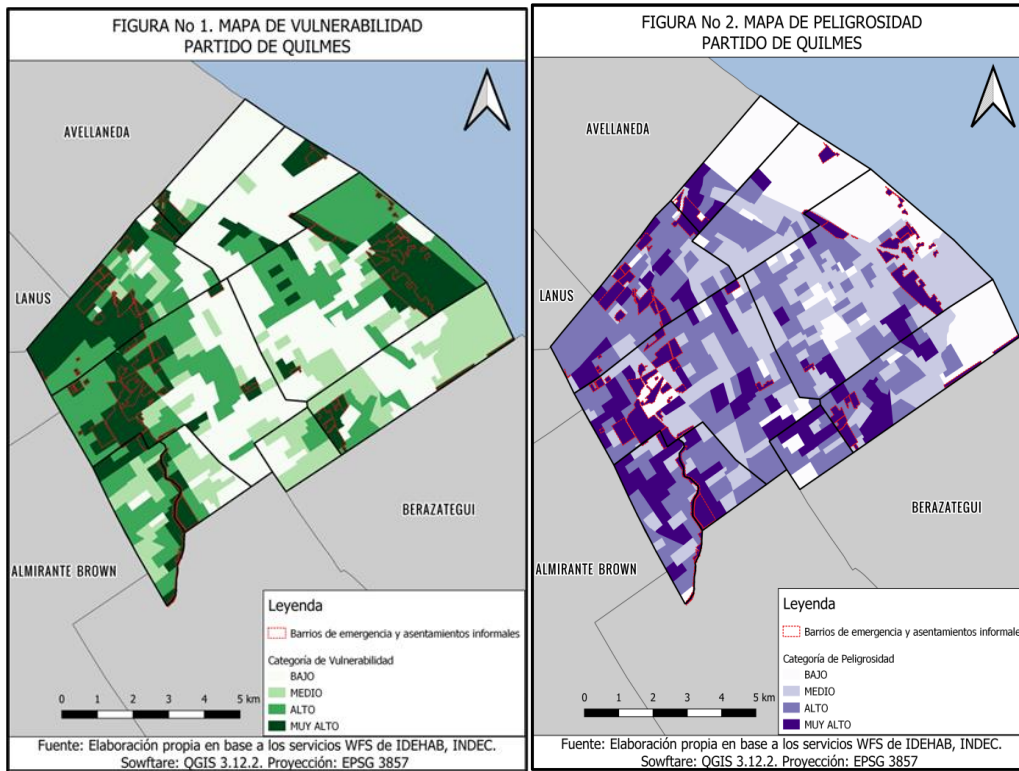 FIGURA No 1. MAPA DE VULNERABILIDAD
PARTIDO DE QUILMES
AVELLANEDA
LANUS
BERAZATEGUI
ALMIRANTE BROWN
Leyenda
Barrios de emergencia y asentamientos informales
Categoría de Vulnerabilidad
BAJO
MEDIO
ALTO
MUY ALTO
0 1 2 3 4 5 km
Fuente: Elaboración propia en base a los servicios WFS de IDEHAB, INDEC.
Sowftare: QGIS 3.12.2. Proyección: EPSG 3857
FIGURA No 2. MAPA DE PELIGROSIDAD
PARTIDO DE QUILMES
AVELLANEDA
LANUS
BERAZATEGUI
ALMIRANTE BROWN
Leyenda
Barrios de emergencia y asentamientos informale
Categoría de Peligrosidad
BAJO
MEDIO
ALTO
MUY ALTO
0 1 2 3 4 5 km
Fuente: Elaboración propia en base a los servicios WFS de IDEHAB, INDEC.
Sowftare: QGIS 3.12.2. Proyección: EPSG 3857